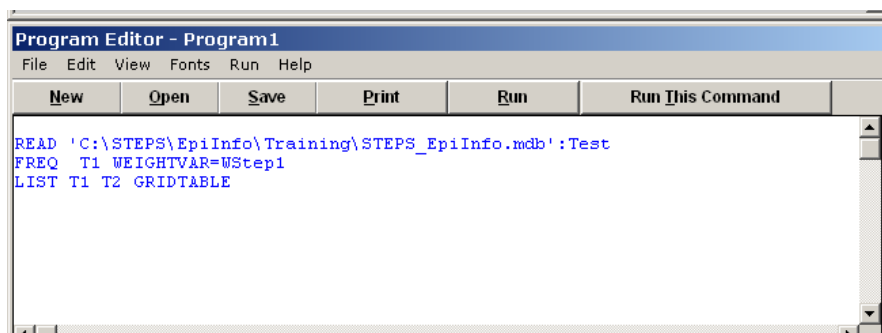 Program Editor - Program1
File Edit View Fonts Run Help
New Open Save Print Run Run This Command
READ 'C:\STEPS\EpiInfo\Training\STEPS_EpiInfo.mdb':Test
FREQ  T1 WEIGHTVAR=WStep1
LIST T1 T2 GRIDTABLE